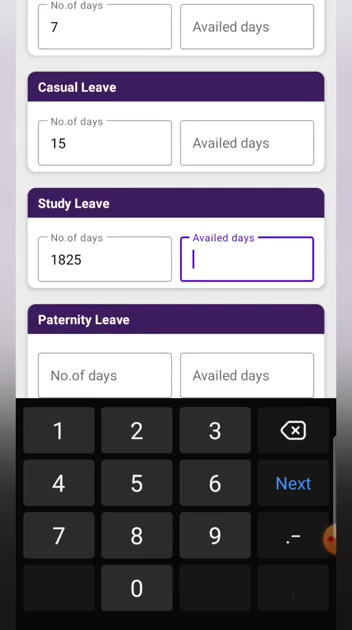 No.of days
7
Availed days
Casual Leave
No.of days
15
Availed days
Study Leave
No.of days
Availed days
1825
Paternity Leave
No.of days
Availed days
1 2 3
4 5 6 Next
7 8 9 .-
0 ,